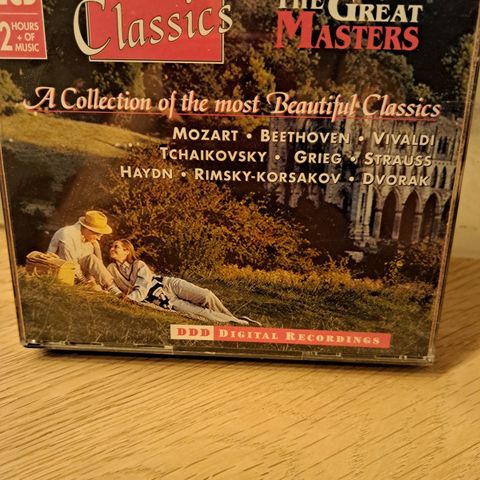 2 HOURS + OF MUSIC
Classics
THE GREAT
MASTERS
A Collection of the most Beautiful Classics
MOZART • BEETHOVEN • VIVALDI
TCHAIKOVSKY • GRIEG • STRAUSS
HAYDN • RIMSKY-KORSAKOV • DVORAK
DDD DIGITAL RECORDINGS